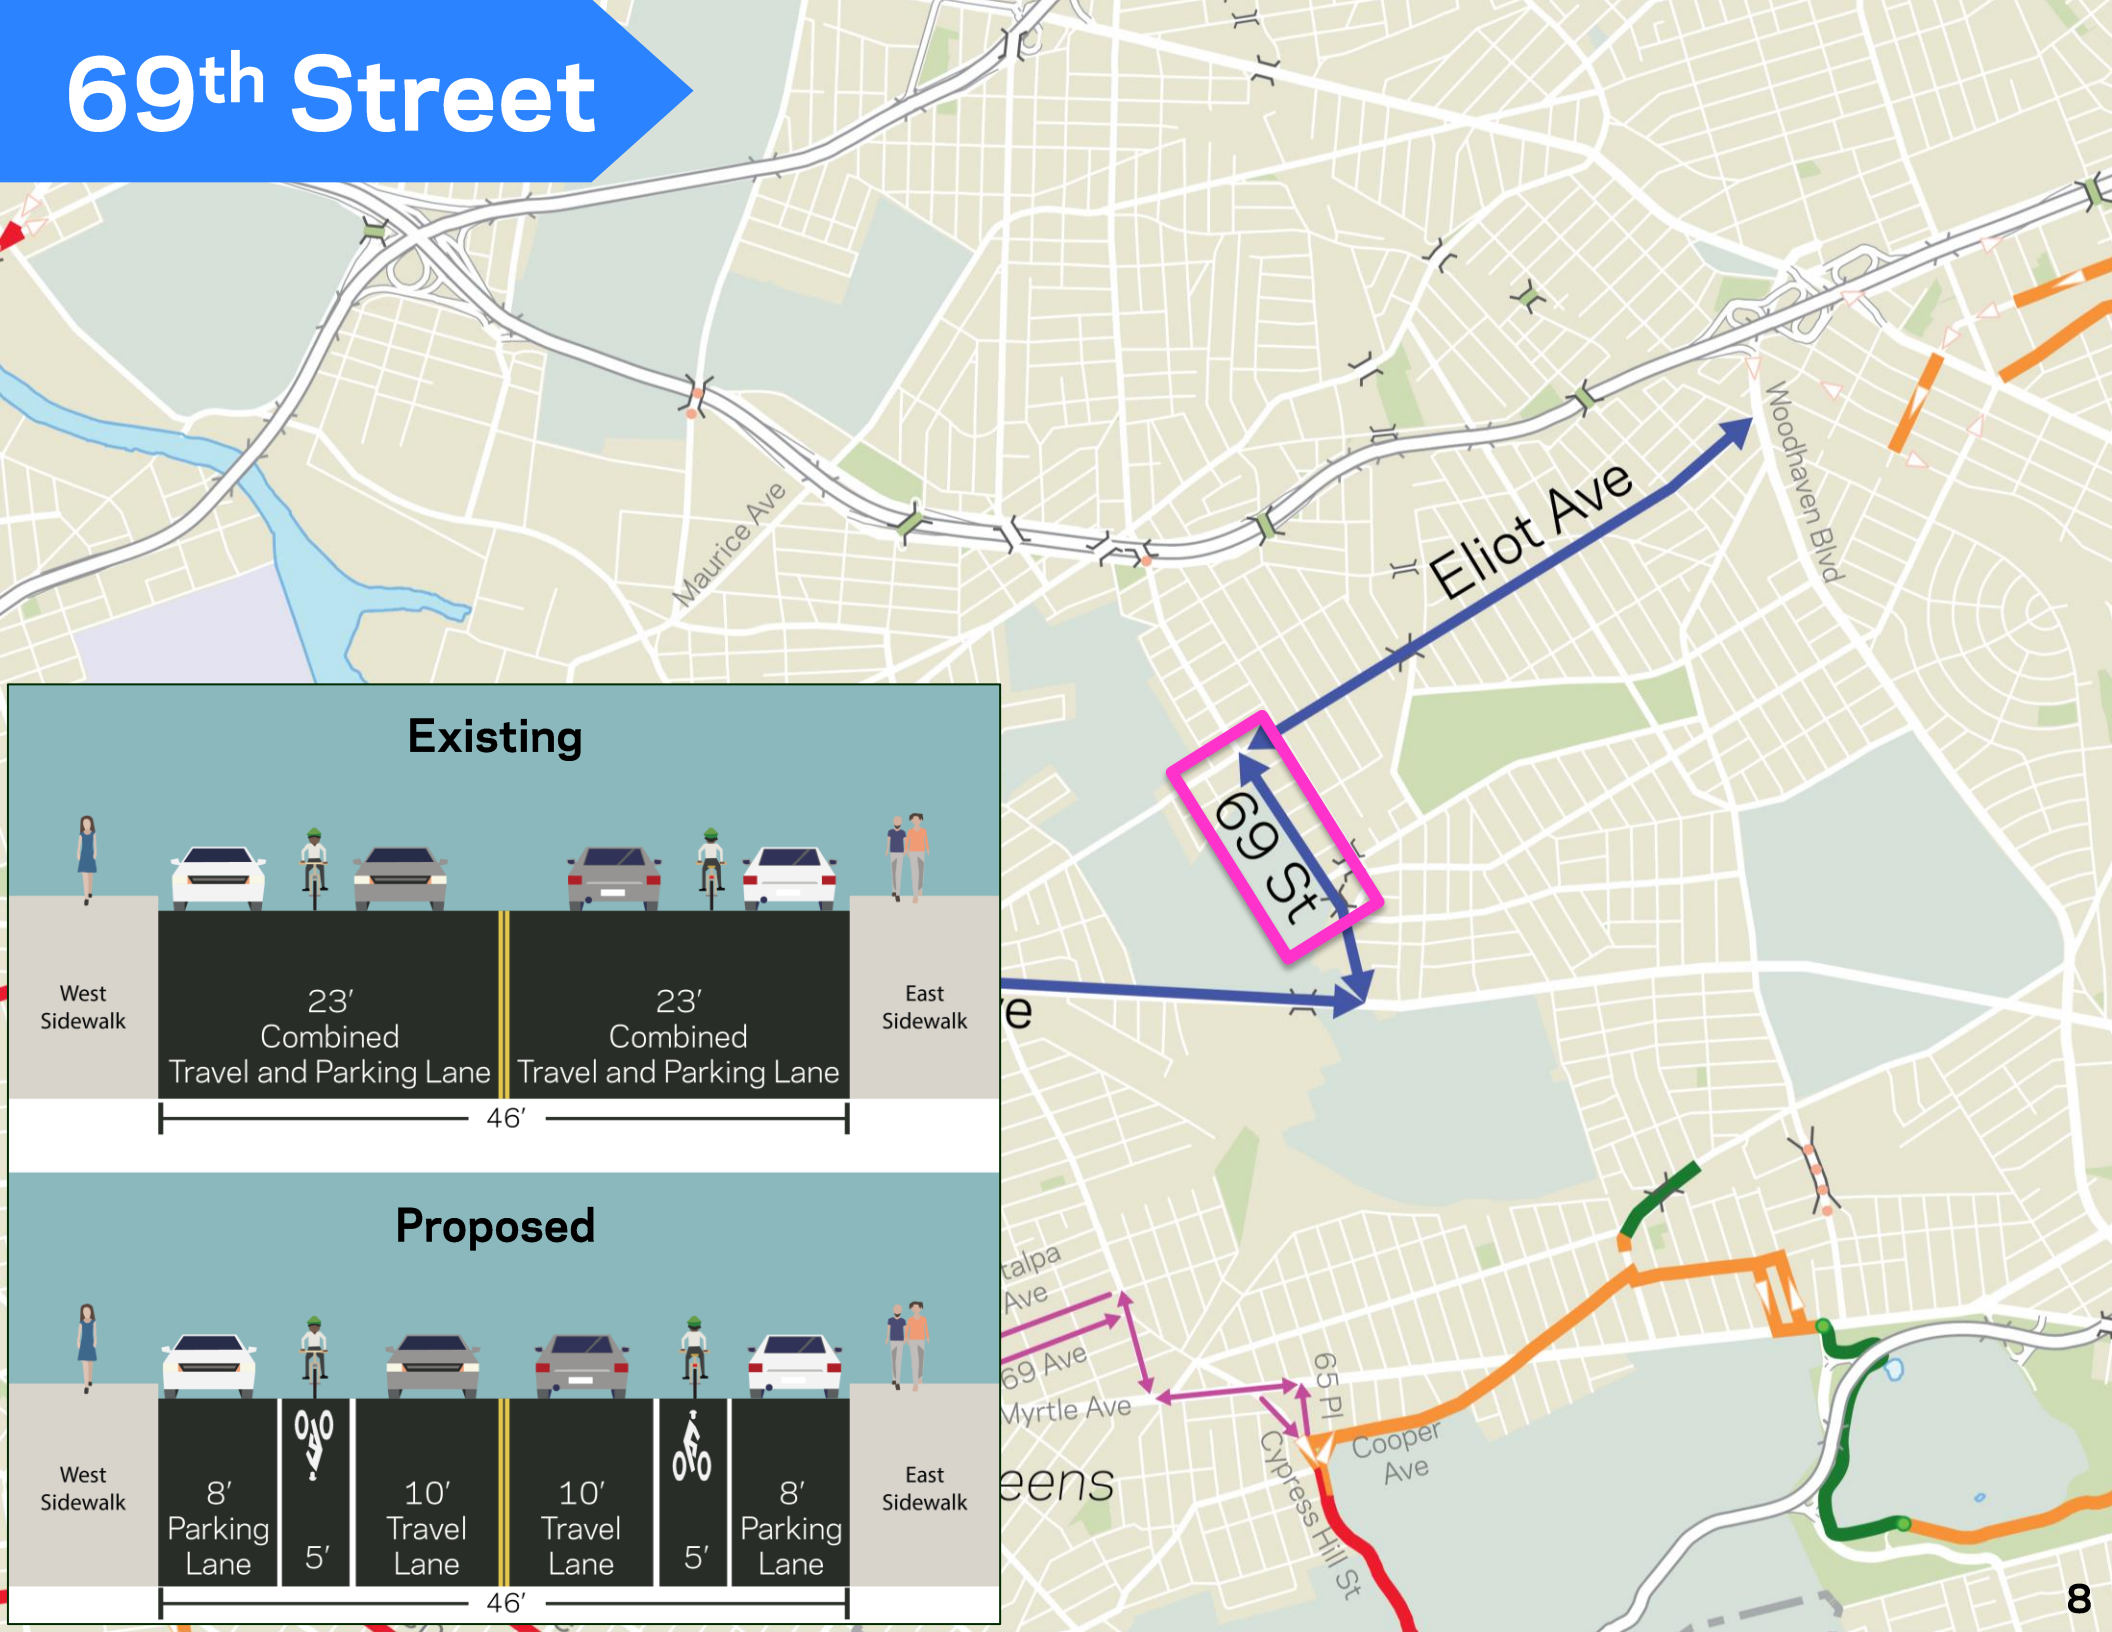 69th Street
Woodhaven Blvd
Maurice Ave
Eliot Ave
69 St
e
Existing
West
Sidewalk
23'
Combined
Travel and Parking Lane
23'
Combined
Travel and Parking Lane
East
Sidewalk
46'
Proposed
West
Sidewalk
8'
Parking
Lane
5'
10'
Travel
Lane
10'
Travel
Lane
5'
8'
Parking
Lane
East
Sidewalk
46'
talpa
Ave
69 Ave
Myrtle Ave
65 Pl
Cooper
Ave
Cypress Hill St
eens
8